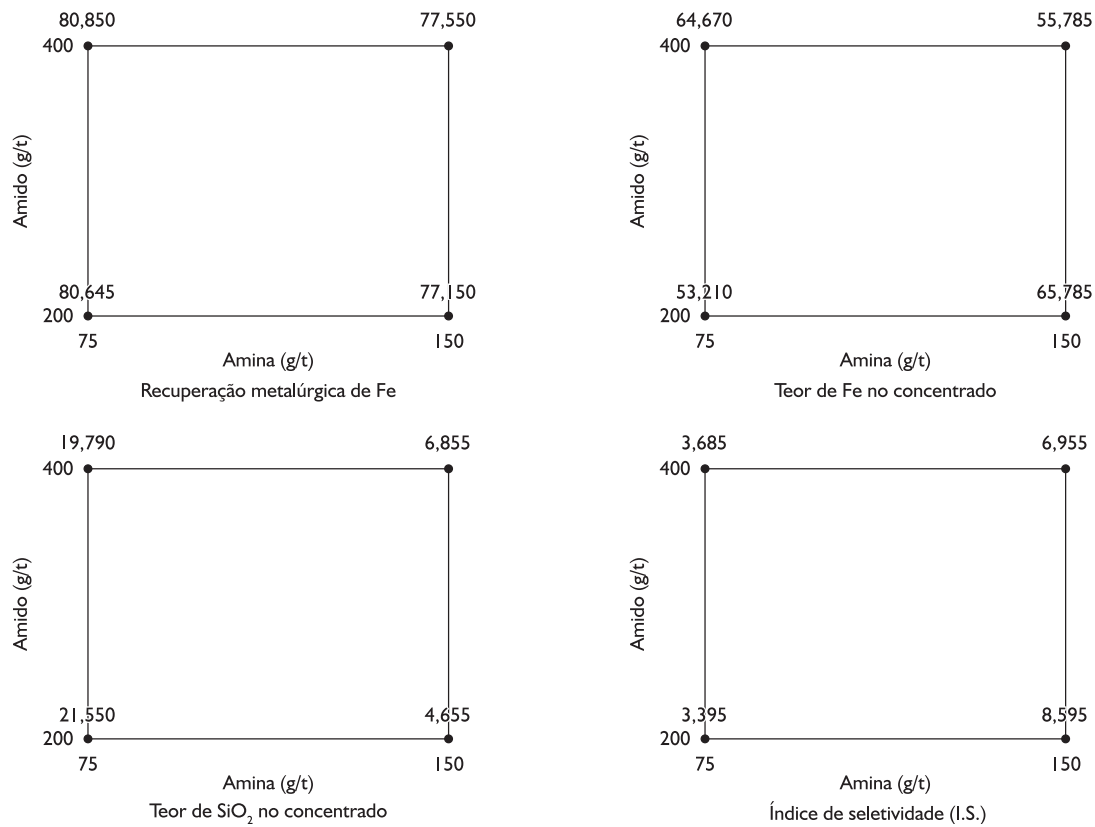 80,850 77,550
400
Amido (g/t)
80,645 77,150
200
75 150
Amina (g/t)
Recuperação metalúrgica de Fe
64,670 55,785
400
Amido (g/t)
53,210 65,785
200
75 150
Amina (g/t)
Teor de Fe no concentrado
19,790 6,855
400
Amido (g/t)
21,550 4,655
200
75 150
Amina (g/t)
Teor de SiO₂ no concentrado
3,685 6,955
400
Amido (g/t)
3,395 8,595
200
75 150
Amina (g/t)
Índice de seletividade (I.S.)